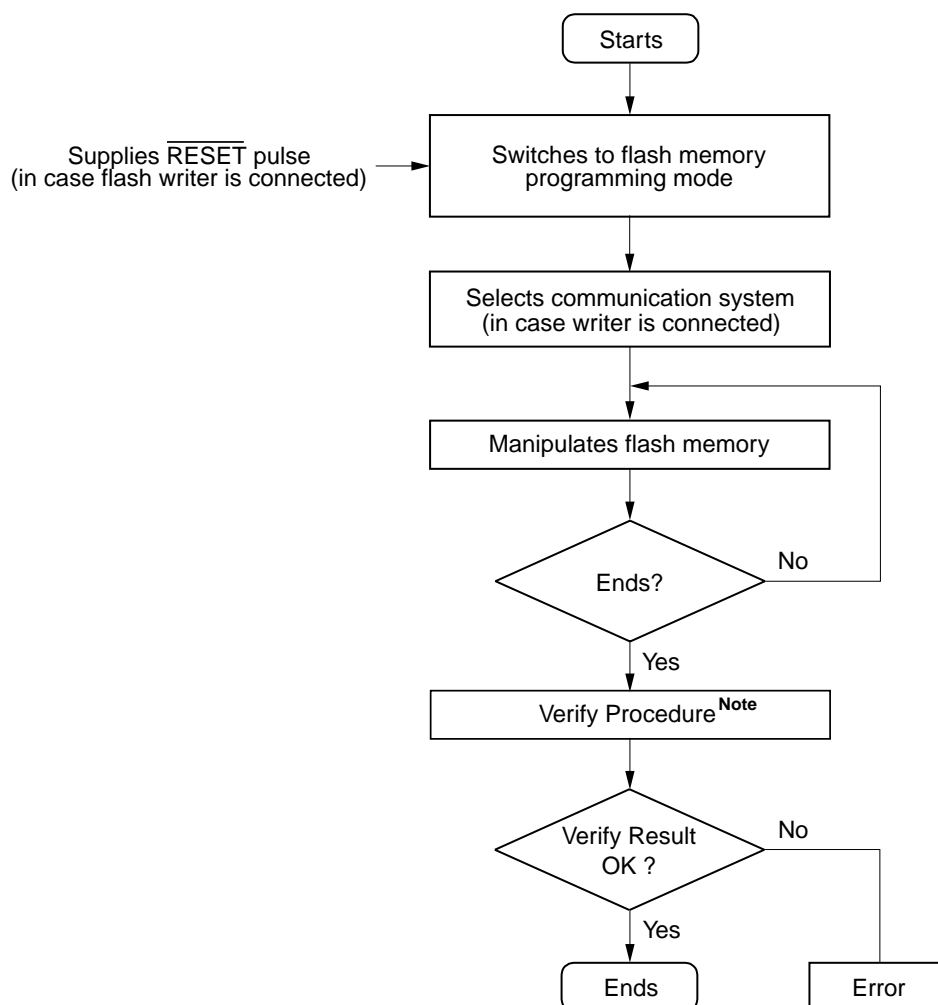 Starts
Supplies RESET pulse
(in case flash writer is connected)
Switches to flash memory
programming mode
Selects communication system
(in case writer is connected)
Manipulates flash memory
Ends?
No
Yes
Verify Procedure Note
Verify Result
OK ?
No
Yes
Ends
Error